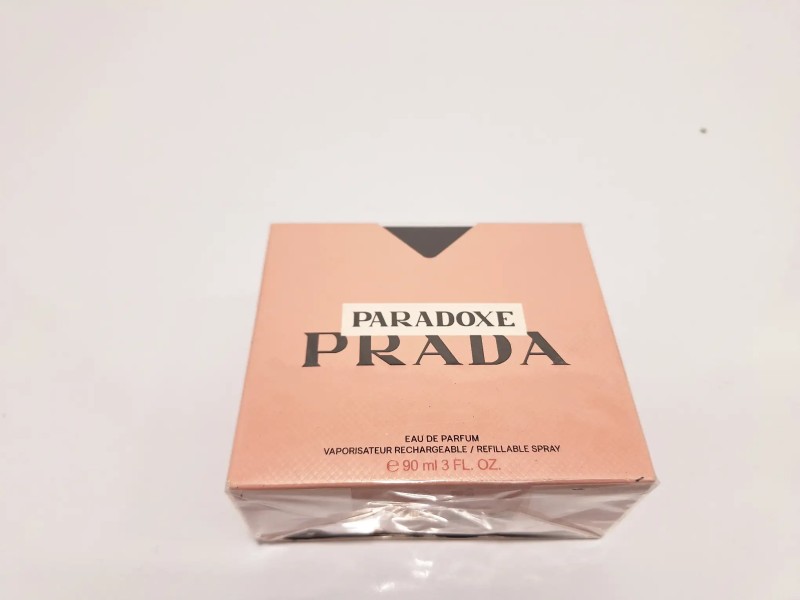 PARADOXE
PRADA
EAU DE PARFUM
VAPORISATEUR RECHARGEABLE / REFILLABLE SPRAY
℮ 90 ml 3 FL. OZ.